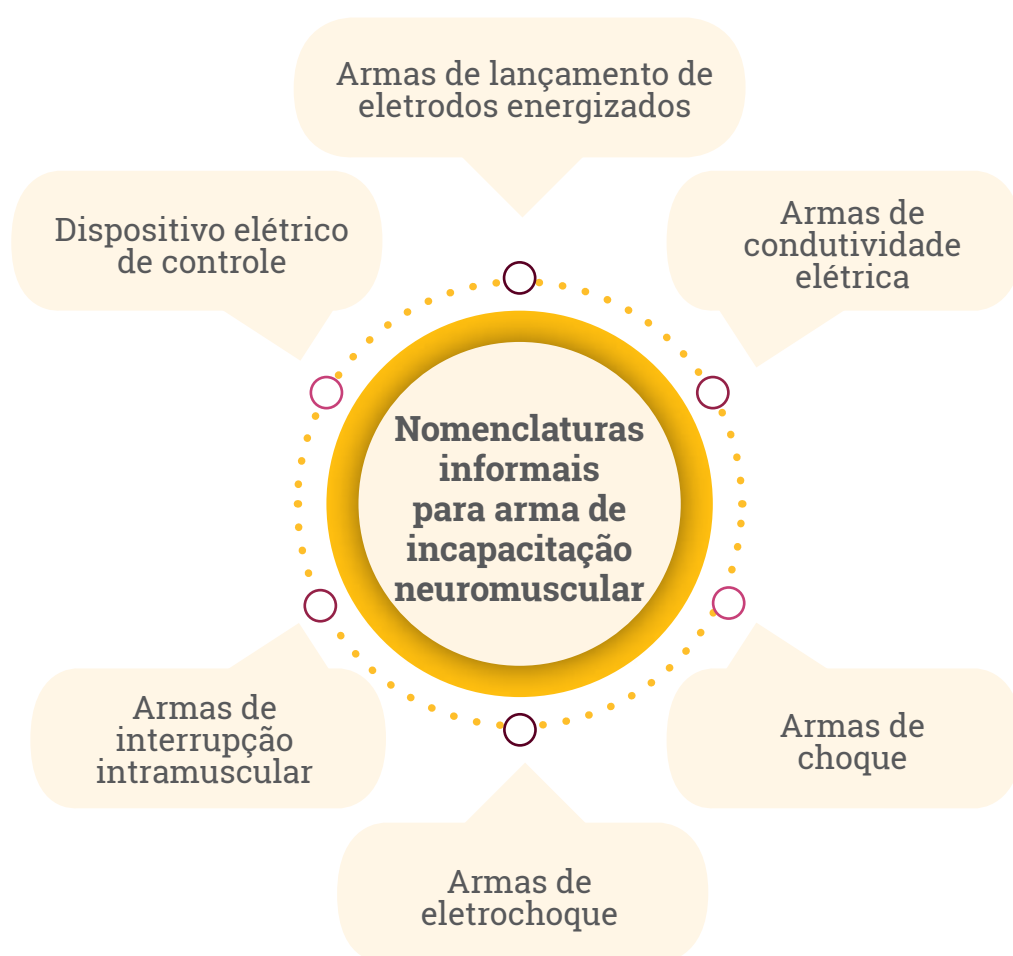 Armas de lançamento de
eletrodos energizados
Dispositivo elétrico
de controle
Armas de
condutividade
elétrica
Nomenclaturas
informais
para arma de
incapacitação
neuromuscular
Armas de
interrupção
intramuscular
Armas de
choque
Armas de
eletrochoque